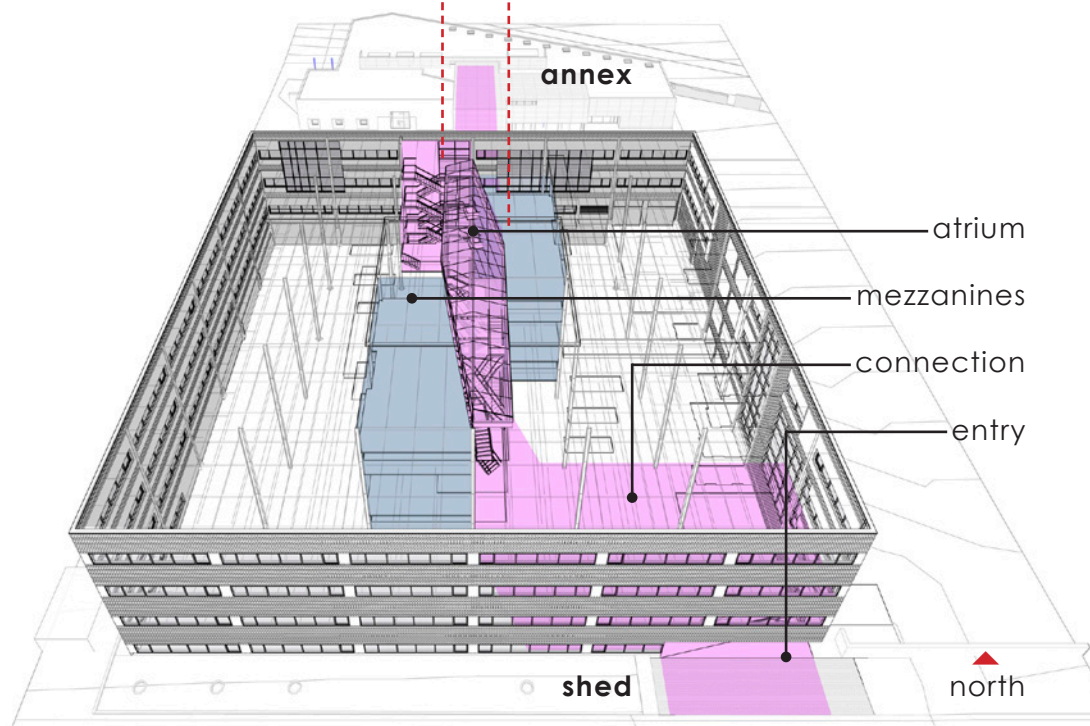 annex
atrium
mezzanines
connection
entry
shed
north